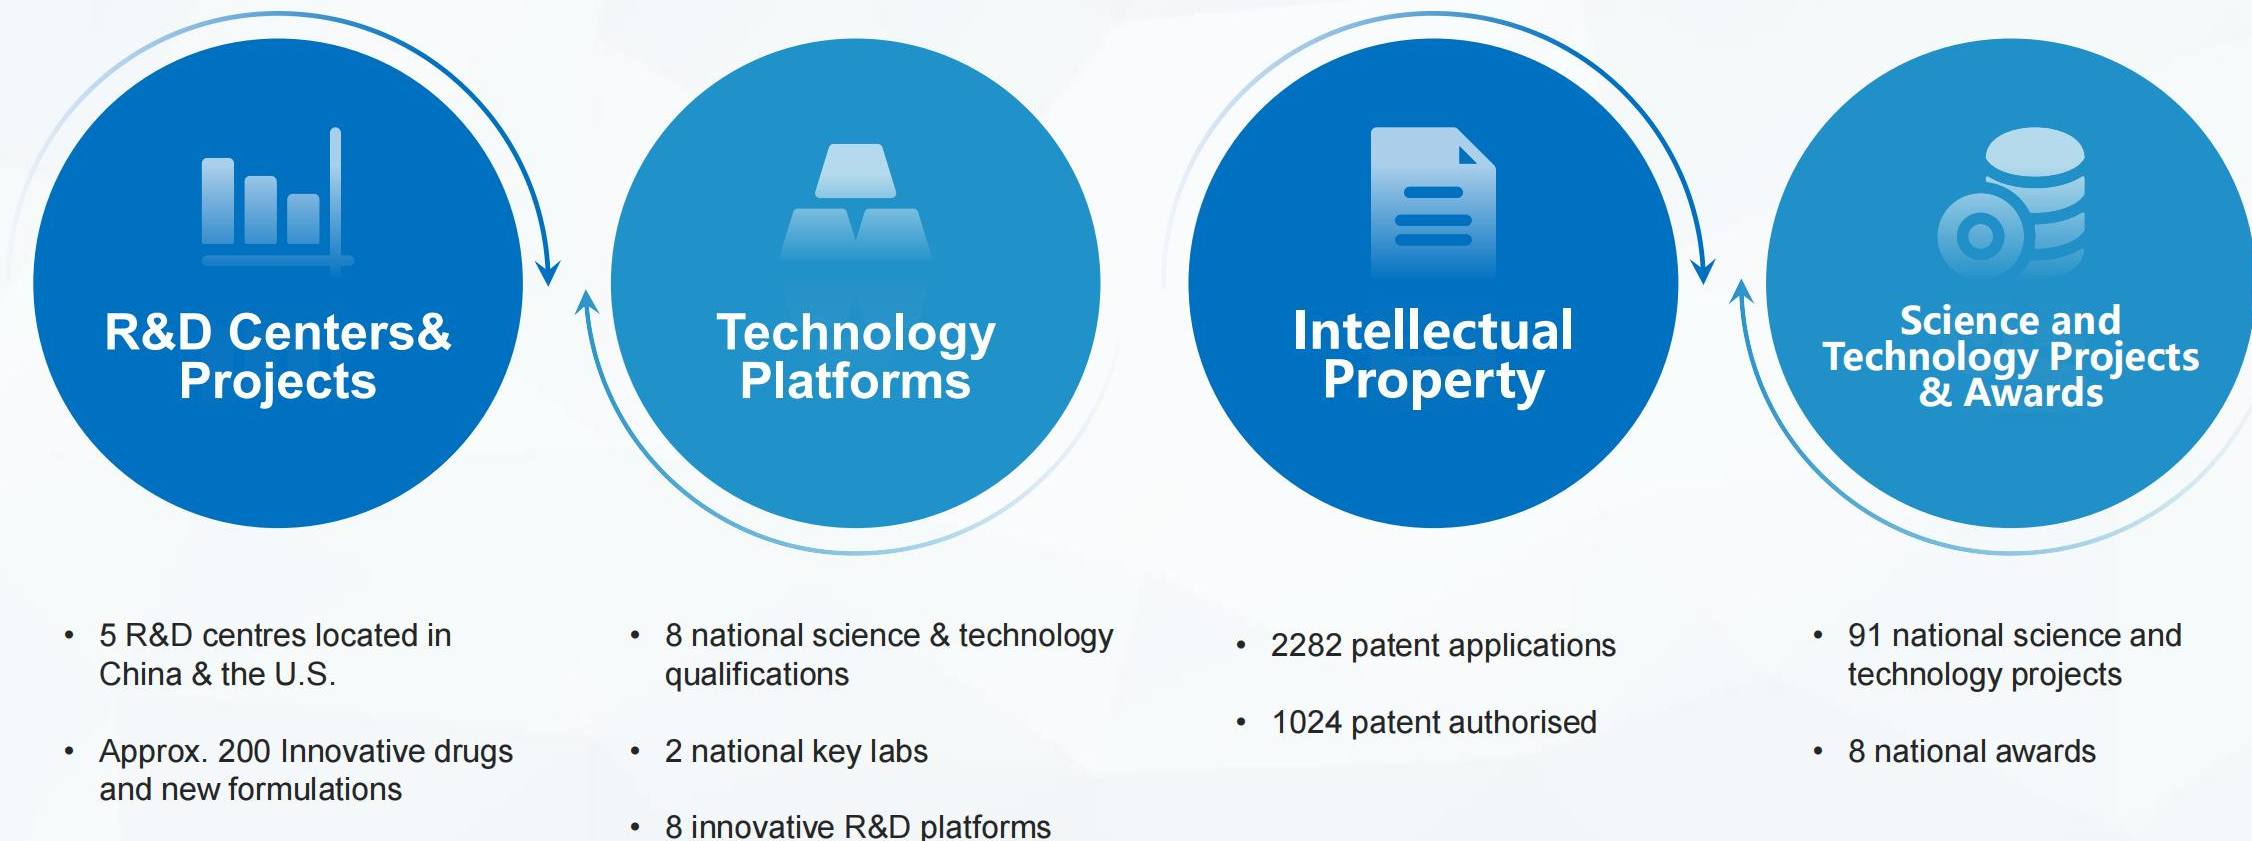 R&D Centers&
Projects
Technology
Platforms
Intellectual
Property
Science and
Technology Projects
& Awards
• 5 R&D centres located in
China & the U.S.
• Approx. 200 Innovative drugs
and new formulations
• 8 national science & technology
qualifications
• 2 national key labs
• 8 innovative R&D platforms
• 2282 patent applications
• 1024 patent authorised
• 91 national science and
technology projects
• 8 national awards